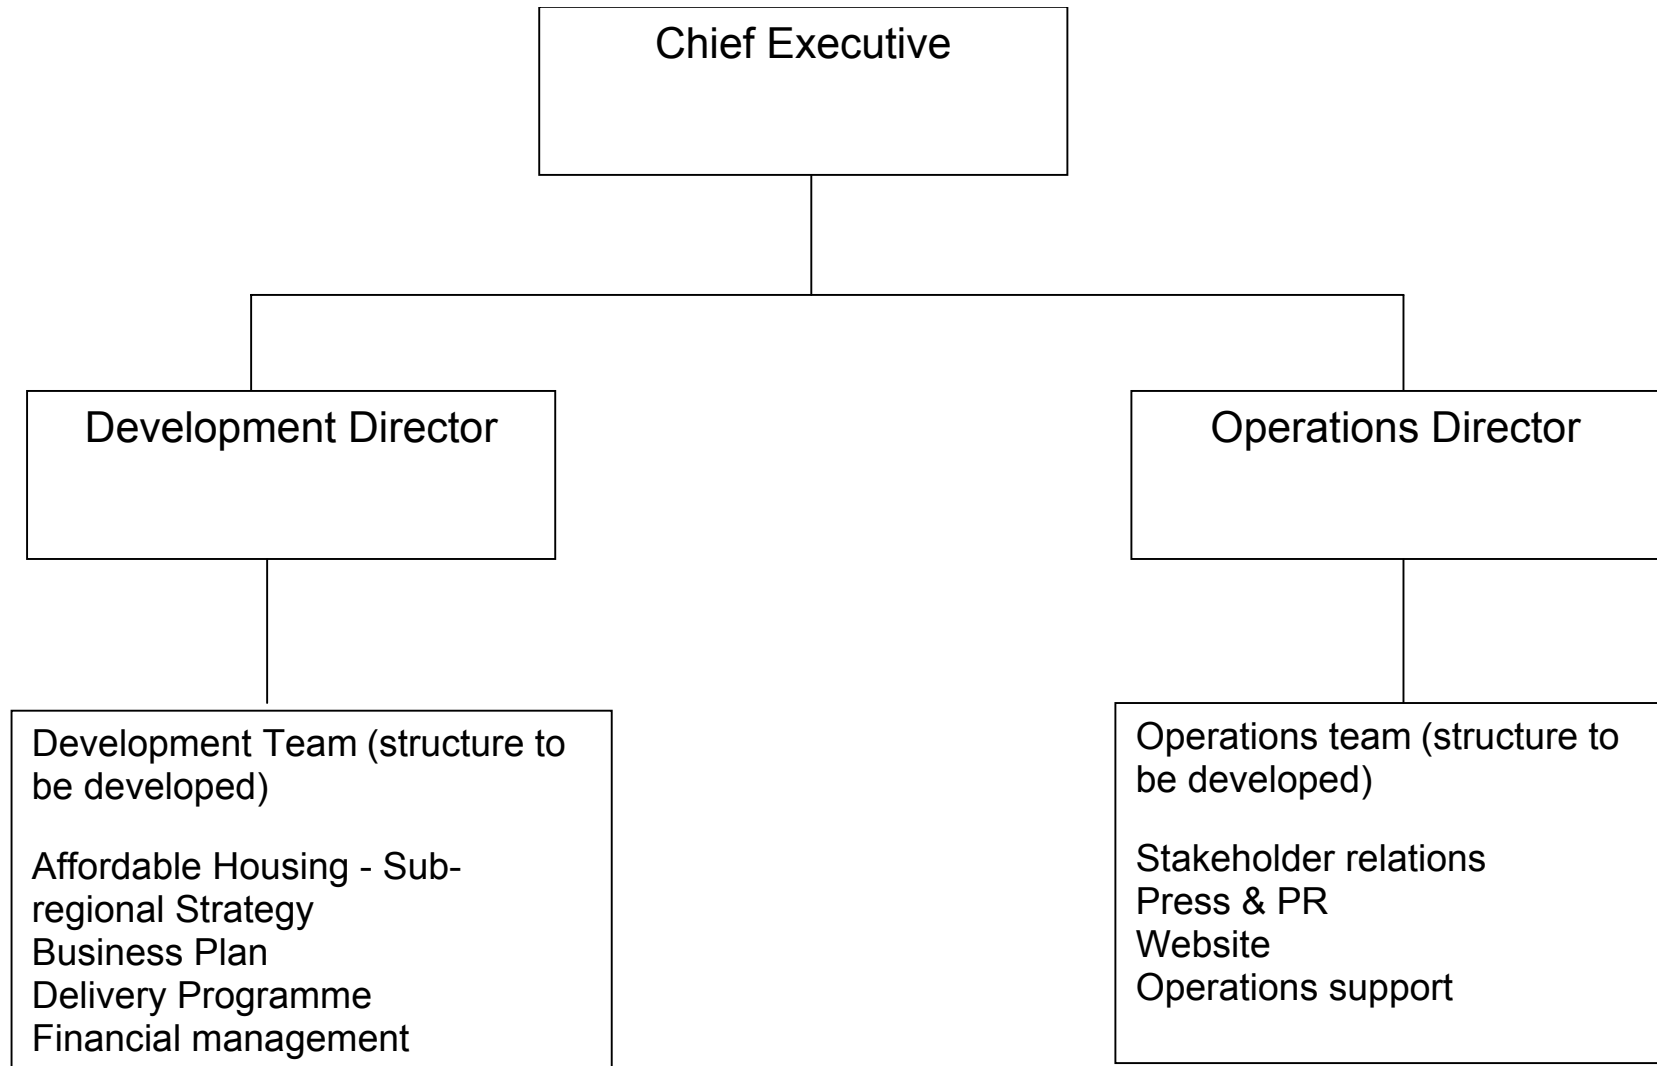 Chief Executive
Development Director
Operations Director
Development Team (structure to
be developed)
Affordable Housing - Sub-
regional Strategy
Business Plan
Delivery Programme
Financial management
Operations team (structure to
be developed)
Stakeholder relations
Press & PR
Website
Operations support